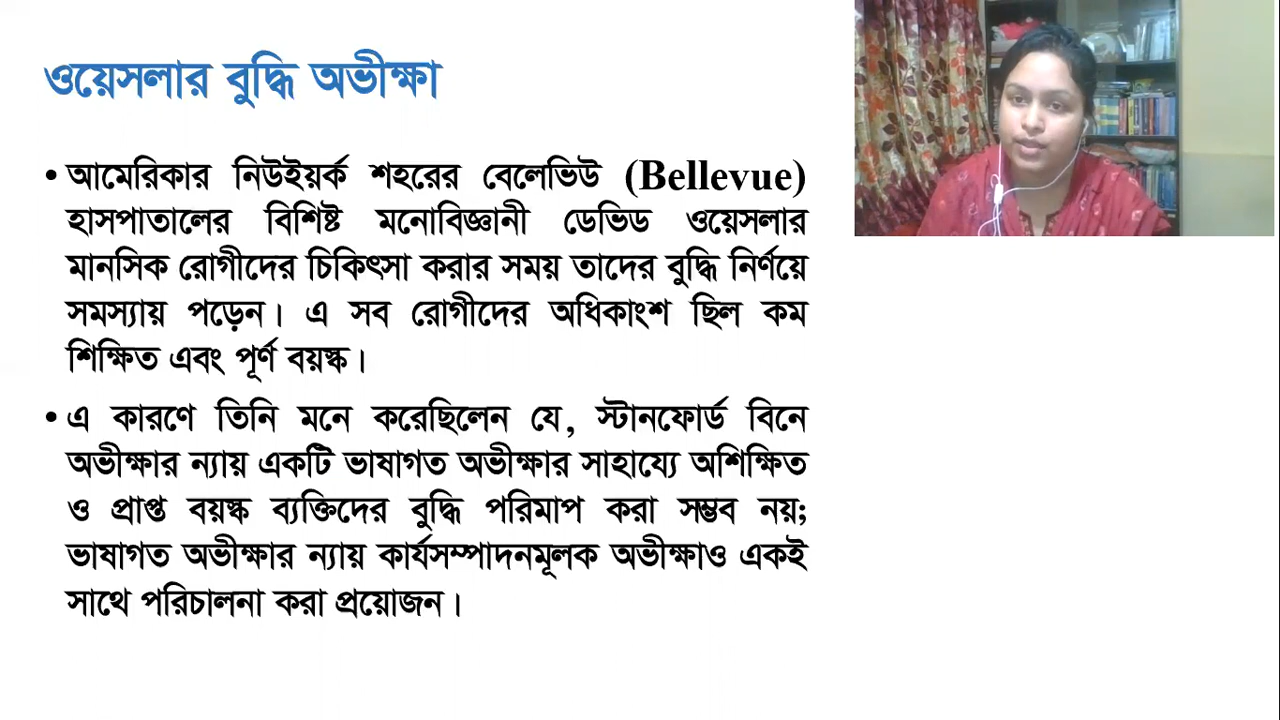 ওয়েসলার বুদ্ধি অভীক্ষা
• আমেরিকার নিউইয়র্ক শহরের বেলেভিউ (Bellevue)
হাসপাতালের বিশিষ্ট মনোবিজ্ঞানী ডেভিড ওয়েসলার
মানসিক রোগীদের চিকিৎসা করার সময় তাদের বুদ্ধি নির্ণয়ে
সমস্যায় পড়েন। এ সব রোগীদের অধিকাংশ ছিল কম
শিক্ষিত এবং পূর্ণ বয়স্ক।
• এ কারণে তিনি মনে করেছিলেন যে, স্টানফোর্ড বিনে
অভীক্ষার ন্যায় একটি ভাষাগত অভীক্ষার সাহায্যে অশিক্ষিত
ও প্রাপ্ত বয়স্ক ব্যক্তিদের বুদ্ধি পরিমাপ করা সম্ভব নয়;
ভাষাগত অভীক্ষার ন্যায় কার্যসম্পাদনমূলক অভীক্ষাও একই
সাথে পরিচালনা করা প্রয়োজন।